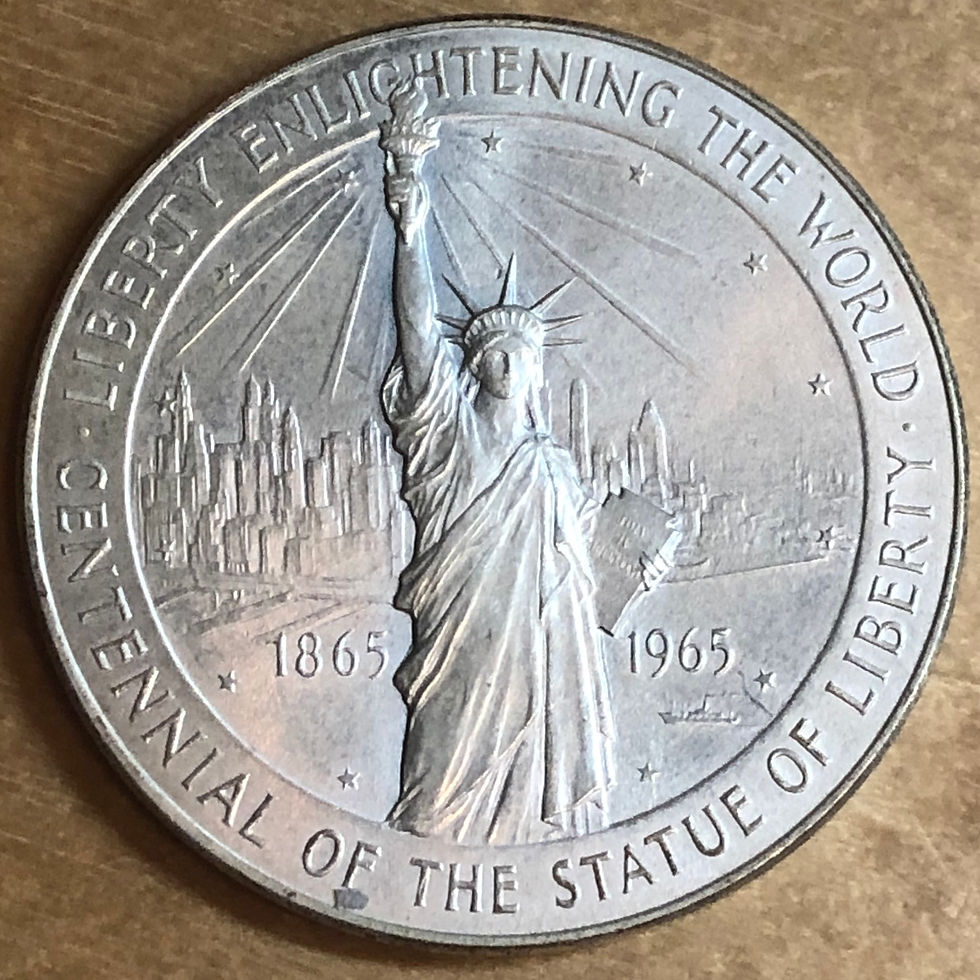 · LIBERTY ENLIGHTENING THE WORLD ·
CENTENNIAL OF THE STATUE OF LIBERTY
1865 1965